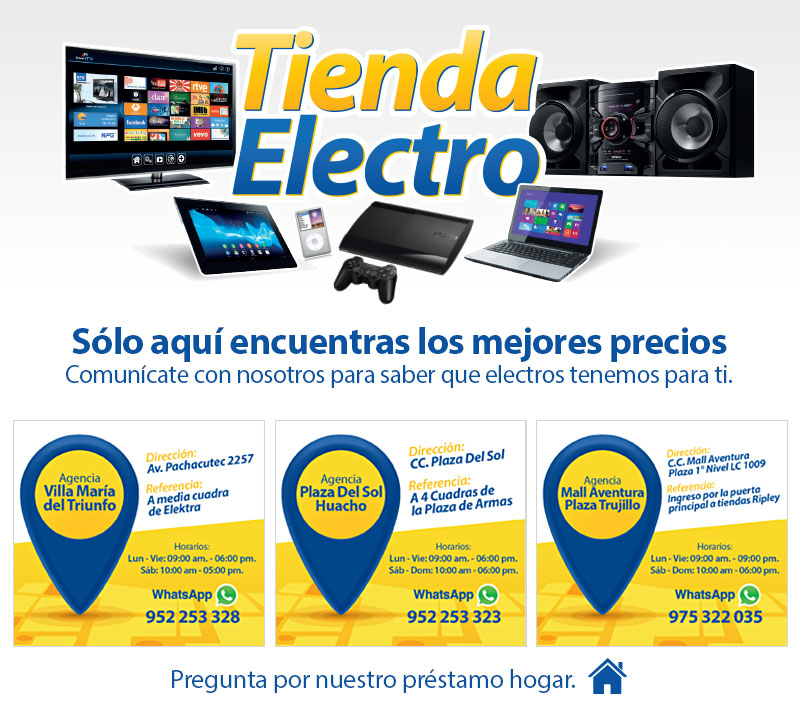 Tienda
Electro
rtve
clan
facebook
NPG
vevo
Sólo aquí encuentras los mejores precios
Comunícate con nosotros para saber que electros tenemos para ti.
Agencia
Villa María
del Triunfo
Dirección:
Av. Pachacutec 2257
Referencia:
A media cuadra
de Elektra
Horarios:
Lun - Vie: 09:00 am. - 06:00 pm.
Sáb: 10:00 am - 05:00 pm.
WhatsApp
952 253 328
Agencia
Plaza Del Sol
Huacho
Dirección:
CC. Plaza Del Sol
Referencia:
A 4 Cuadras de
la Plaza de Armas
Horarios:
Lun - Vie: 09:00 am. - 06:00 pm.
Sáb - Dom: 10:00 am - 06:00 pm.
WhatsApp
952 253 323
Agencia
Mall Aventura
Plaza Trujillo
Dirección:
C.C. Mall Aventura
Plaza 1° Nivel LC 1009
Referencia:
Ingreso por la puerta
principal a tiendas Ripley
Horarios:
Lun - Vie: 09:00 am. - 09:00 pm.
Sáb - Dom: 10:00 am - 06:00 pm.
WhatsApp
975 322 035
Pregunta por nuestro préstamo hogar.